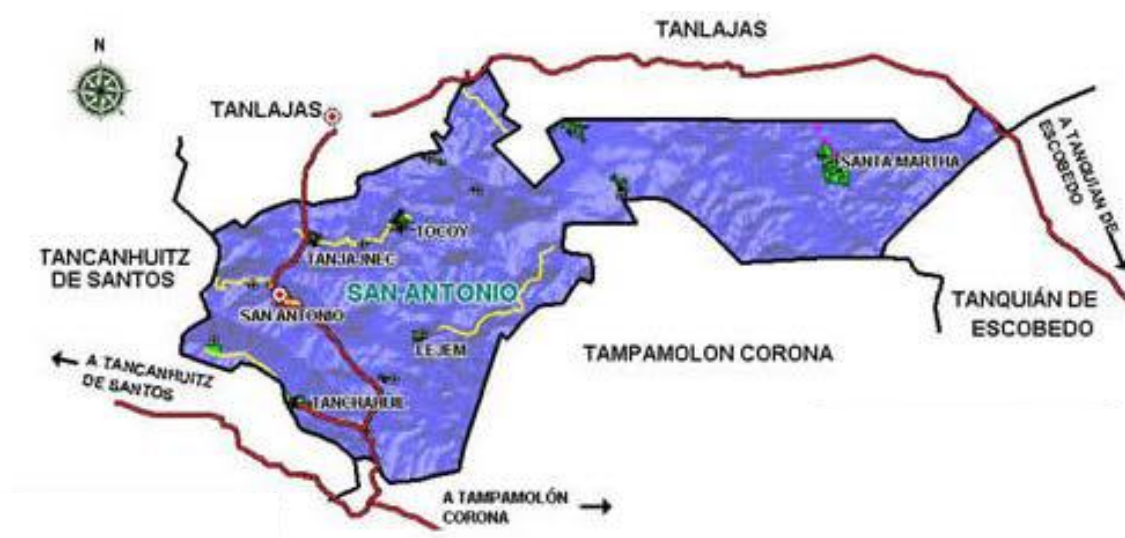 N
TANLAJAS
TANLAJAS
A TANQUIAN DE
ESCOBEDO
SANTA MARTHA
TOCOY
TANCANHUITZ
DE SANTOS
TANJAJNEC
SAN ANTONIO
SAN ANTONIO
TANQUIÁN DE
ESCOBEDO
LEJEM
TAMPAMOLON CORONA
A TANCANHUITZ
DE SANTOS
TANCHAHUIL
A TAMPAMOLÓN
CORONA